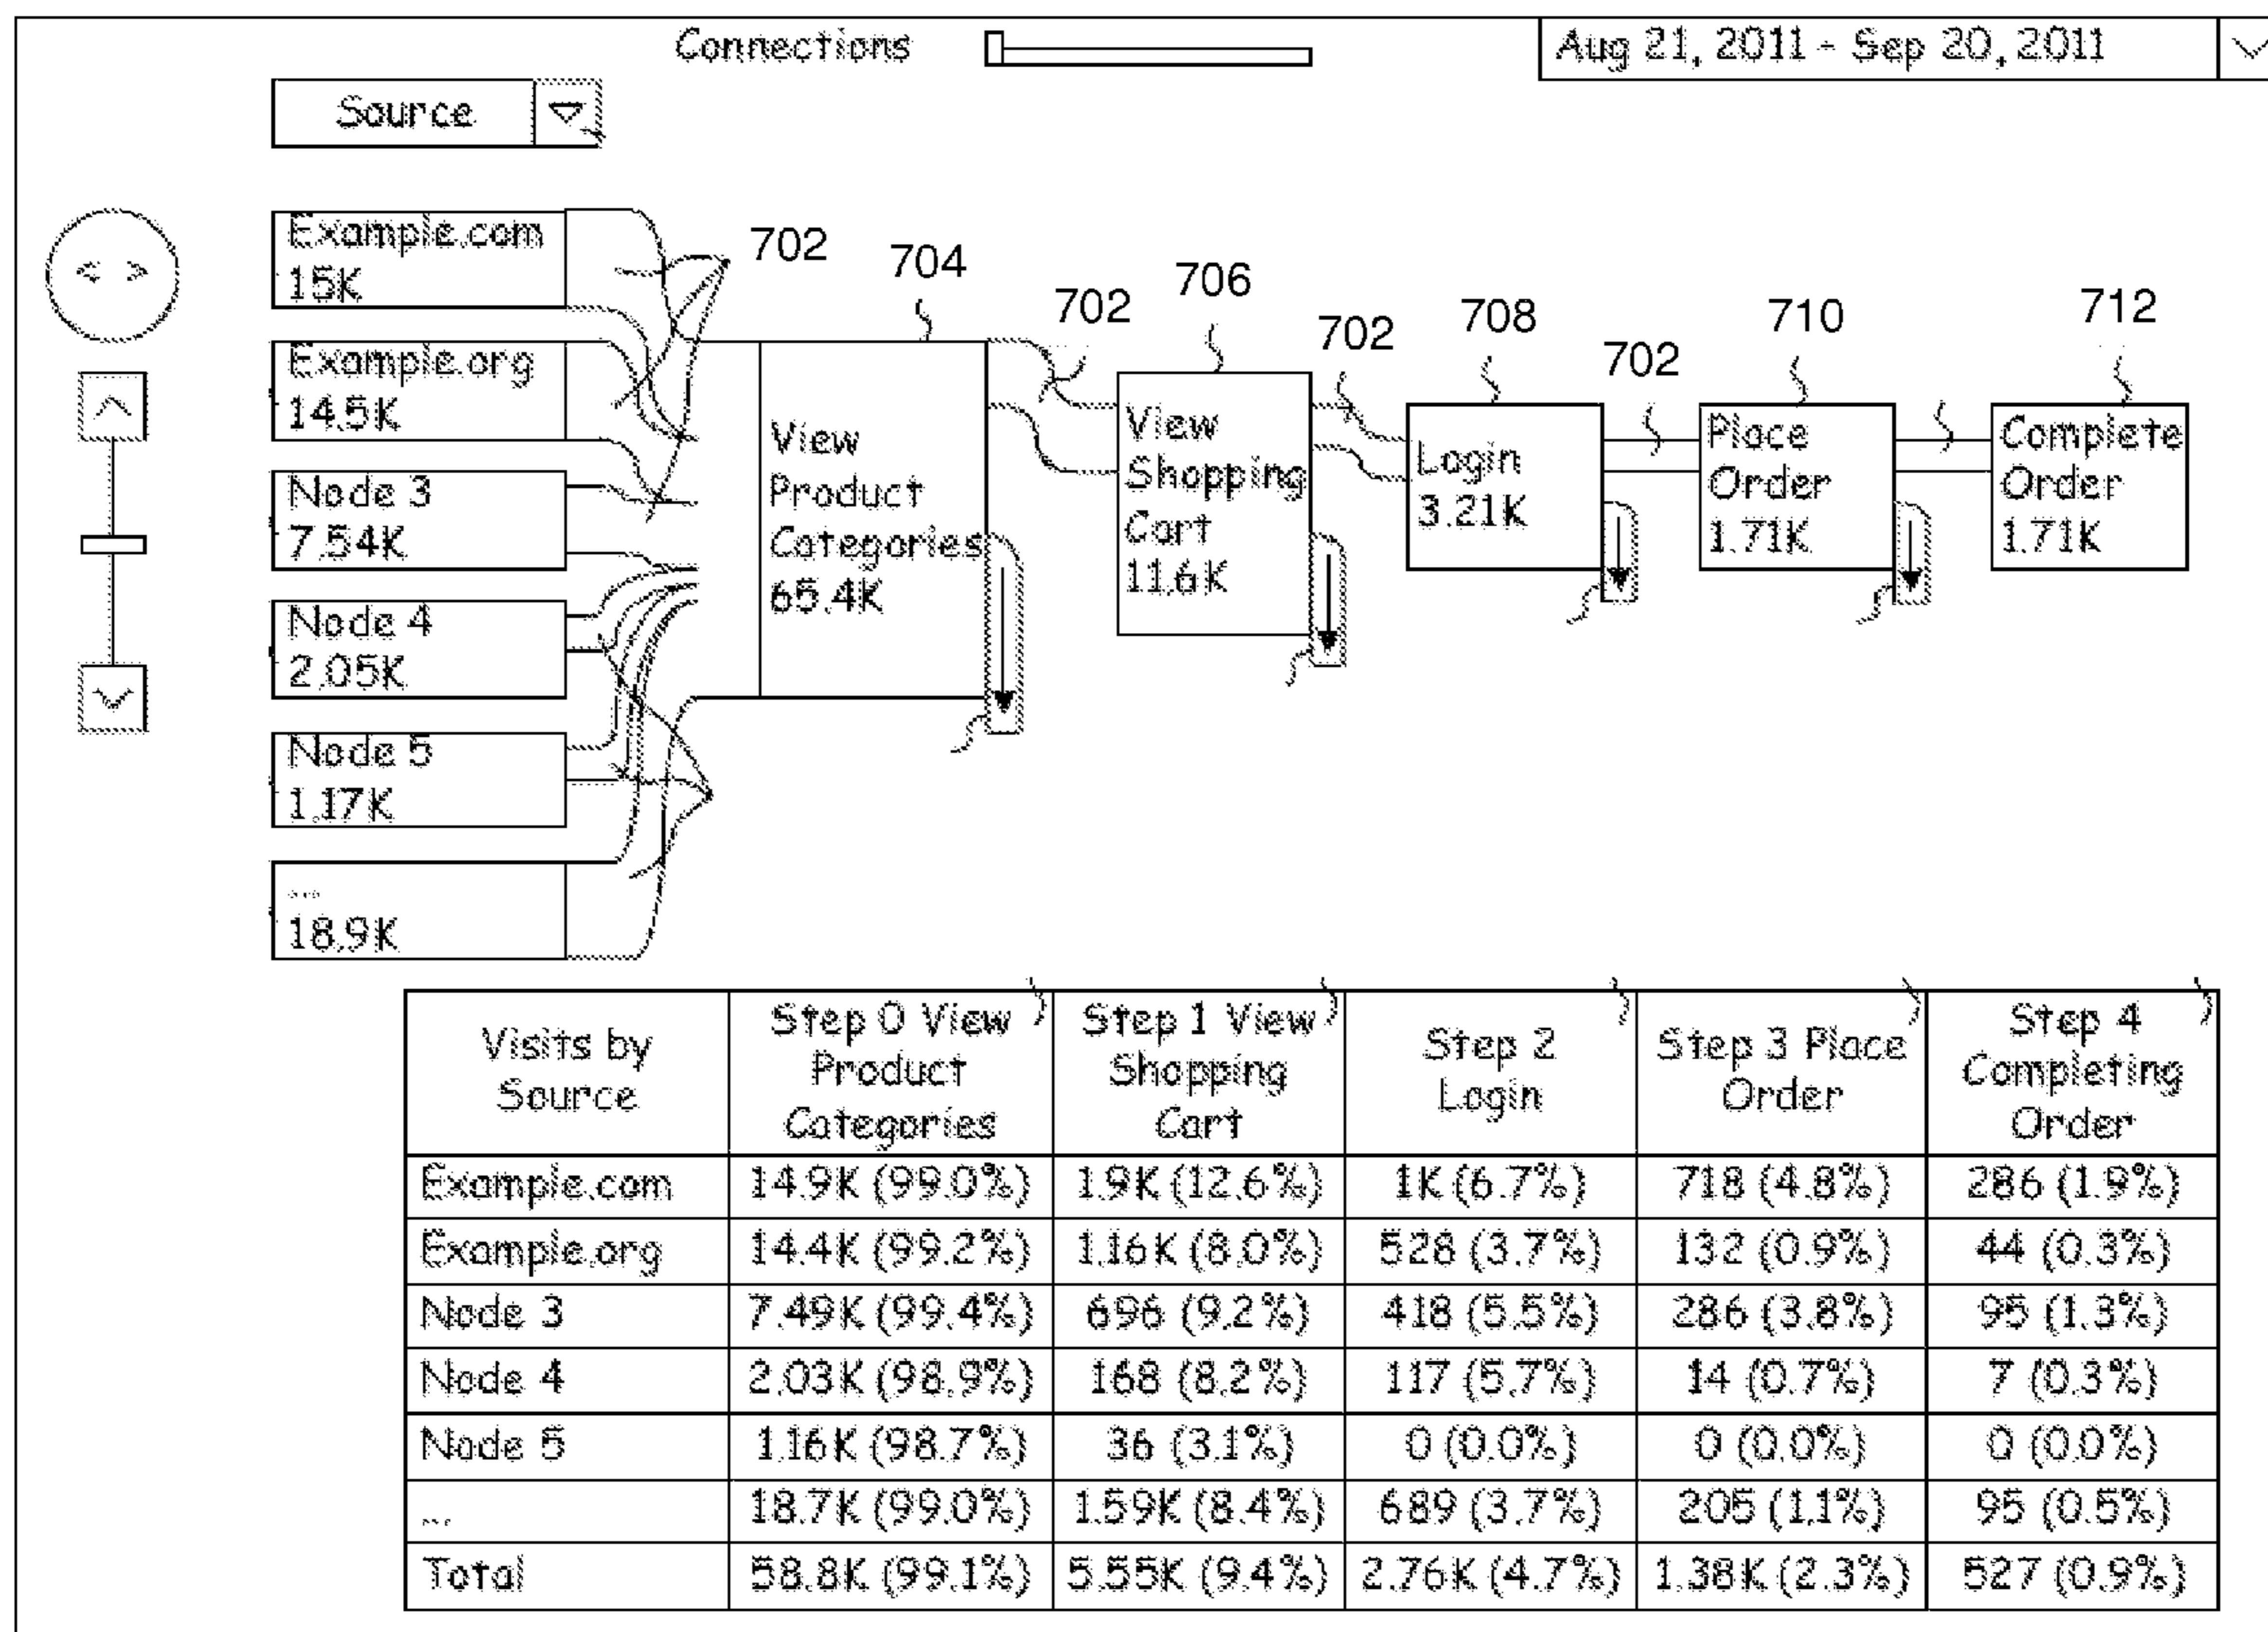 Connections
Aug 21, 2011 - Sep 20, 2011
Source
Example.com
15K
Example.org
14.5K
Node 3
7.54K
Node 4
2.05K
Node 5
1.17K
...
18.9K
702
704
702
706
702
708
702
710
712
View
Product
Categories
65.4K
View
Shopping
Cart
11.6K
Login
3.21K
Place
Order
1.71K
Complete
Order
1.71K
Visits by
Source
Step 0 View
Product
Categories
Step 1 View
Shopping
Cart
Step 2
Login
Step 3 Place
Order
Step 4
Completing
Order
Example.com 14.9K (99.0%) 1.9K (12.6%) 1K (6.7%) 718 (4.8%) 286 (1.9%)
Example.org 14.4K (99.2%) 1.16K (8.0%) 528 (3.7%) 132 (0.9%) 44 (0.3%)
Node 3 7.49K (99.4%) 696 (9.2%) 418 (5.5%) 286 (3.8%) 95 (1.3%)
Node 4 2.03K (98.9%) 168 (8.2%) 117 (5.7%) 14 (0.7%) 7 (0.3%)
Node 5 1.16K (98.7%) 36 (3.1%) 0 (0.0%) 0 (0.0%) 0 (0.0%)
... 18.7K (99.0%) 1.59K (8.4%) 689 (3.7%) 205 (1.1%) 95 (0.5%)
Total 58.8K (99.1%) 5.55K (9.4%) 2.76K (4.7%) 1.38K (2.3%) 527 (0.9%)